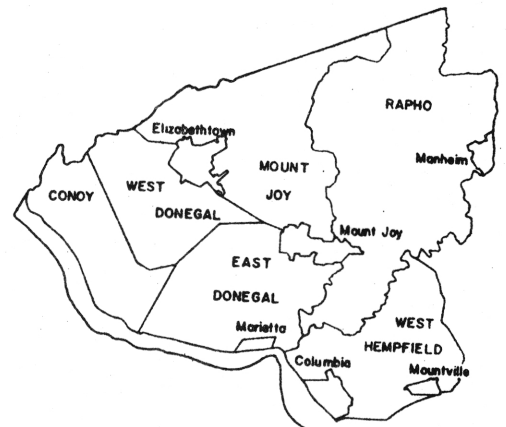 RAPHO
Elizabethtown
Manheim
MOUNT
JOY
WEST
DONEGAL
CONOY
Mount Joy
EAST
DONEGAL
Marietta
WEST
HEMPFIELD
Columbia
Mountville